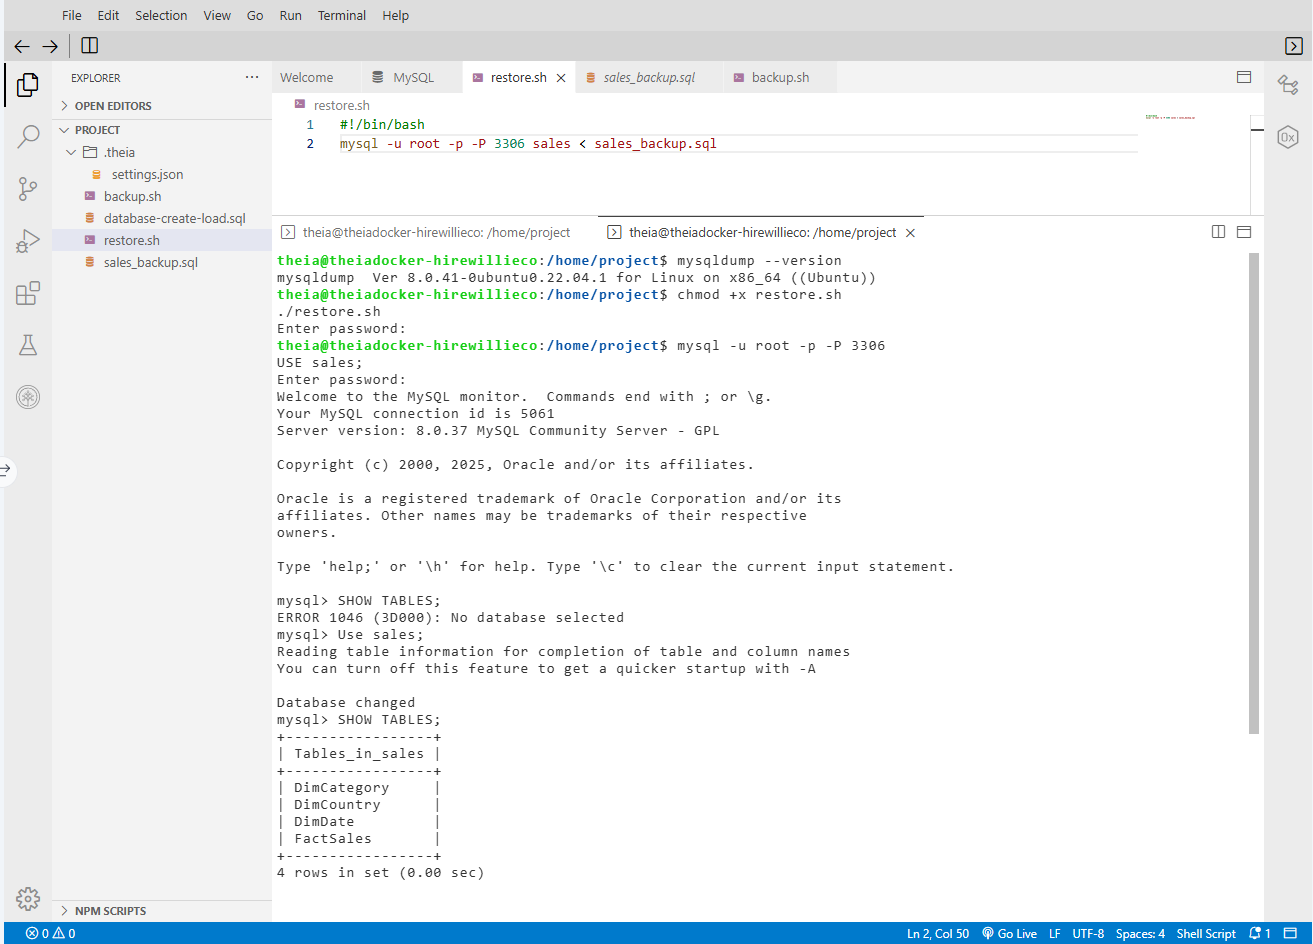 File Edit Selection View Go Run Terminal Help
EXPLORER
OPEN EDITORS
PROJECT
.theia
settings.json
backup.sh
database-create-load.sql
restore.sh
sales_backup.sql
NPM SCRIPTS
Welcome MySQL restore.sh sales_backup.sql backup.sh
restore.sh
1 #!/bin/bash
2 mysql -u root -p -P 3306 sales < sales_backup.sql
theia@theiadocker-hirewillieco: /home/project theia@theiadocker-hirewillieco: /home/project
theia@theiadocker-hirewillieco:/home/project$ mysqldump --version
mysqldump  Ver 8.0.41-0ubuntu0.22.04.1 for Linux on x86_64 ((Ubuntu))
theia@theiadocker-hirewillieco:/home/project$ chmod +x restore.sh
./restore.sh
Enter password:
theia@theiadocker-hirewillieco:/home/project$ mysql -u root -p -P 3306
USE sales;
Enter password:
Welcome to the MySQL monitor.  Commands end with ; or \g.
Your MySQL connection id is 5061
Server version: 8.0.37 MySQL Community Server - GPL
Copyright (c) 2000, 2025, Oracle and/or its affiliates.
Oracle is a registered trademark of Oracle Corporation and/or its
affiliates. Other names may be trademarks of their respective
owners.
Type 'help;' or '\h' for help. Type '\c' to clear the current input statement.
mysql> SHOW TABLES;
ERROR 1046 (3D000): No database selected
mysql> Use sales;
Reading table information for completion of table and column names
You can turn off this feature to get a quicker startup with -A
Database changed
mysql> SHOW TABLES;
+-----------------+
| Tables_in_sales |
+-----------------+
| DimCategory     |
| DimCountry      |
| DimDate         |
| FactSales       |
+-----------------+
4 rows in set (0.00 sec)
0 0 Ln 2, Col 50 Go Live LF UTF-8 Spaces: 4 Shell Script 1